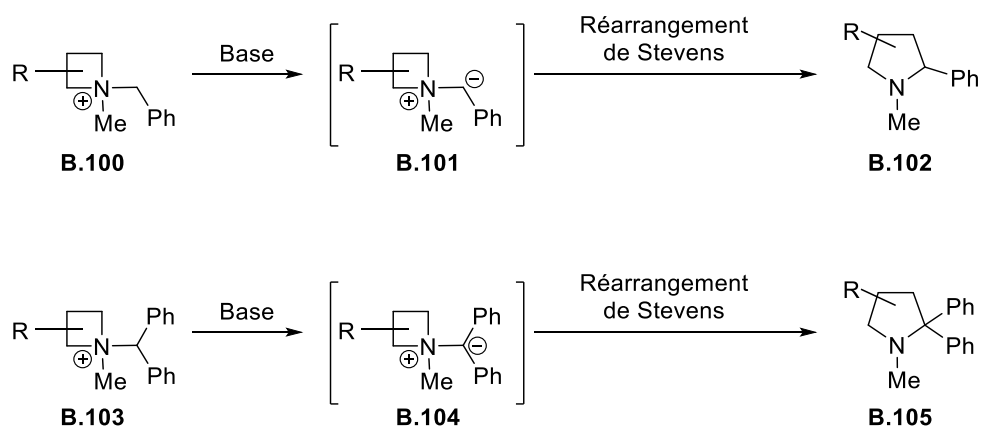 R
N
⊕
Me
Ph
B.100
Base
R
N
⊕
⊖
Me
Ph
B.101
Réarrangement
de Stevens
R
N
Me
Ph
B.102
R
N
⊕
Me
Ph
Ph
B.103
Base
R
N
⊕
⊖
Me
Ph
Ph
B.104
Réarrangement
de Stevens
R
N
Me
Ph
Ph
B.105